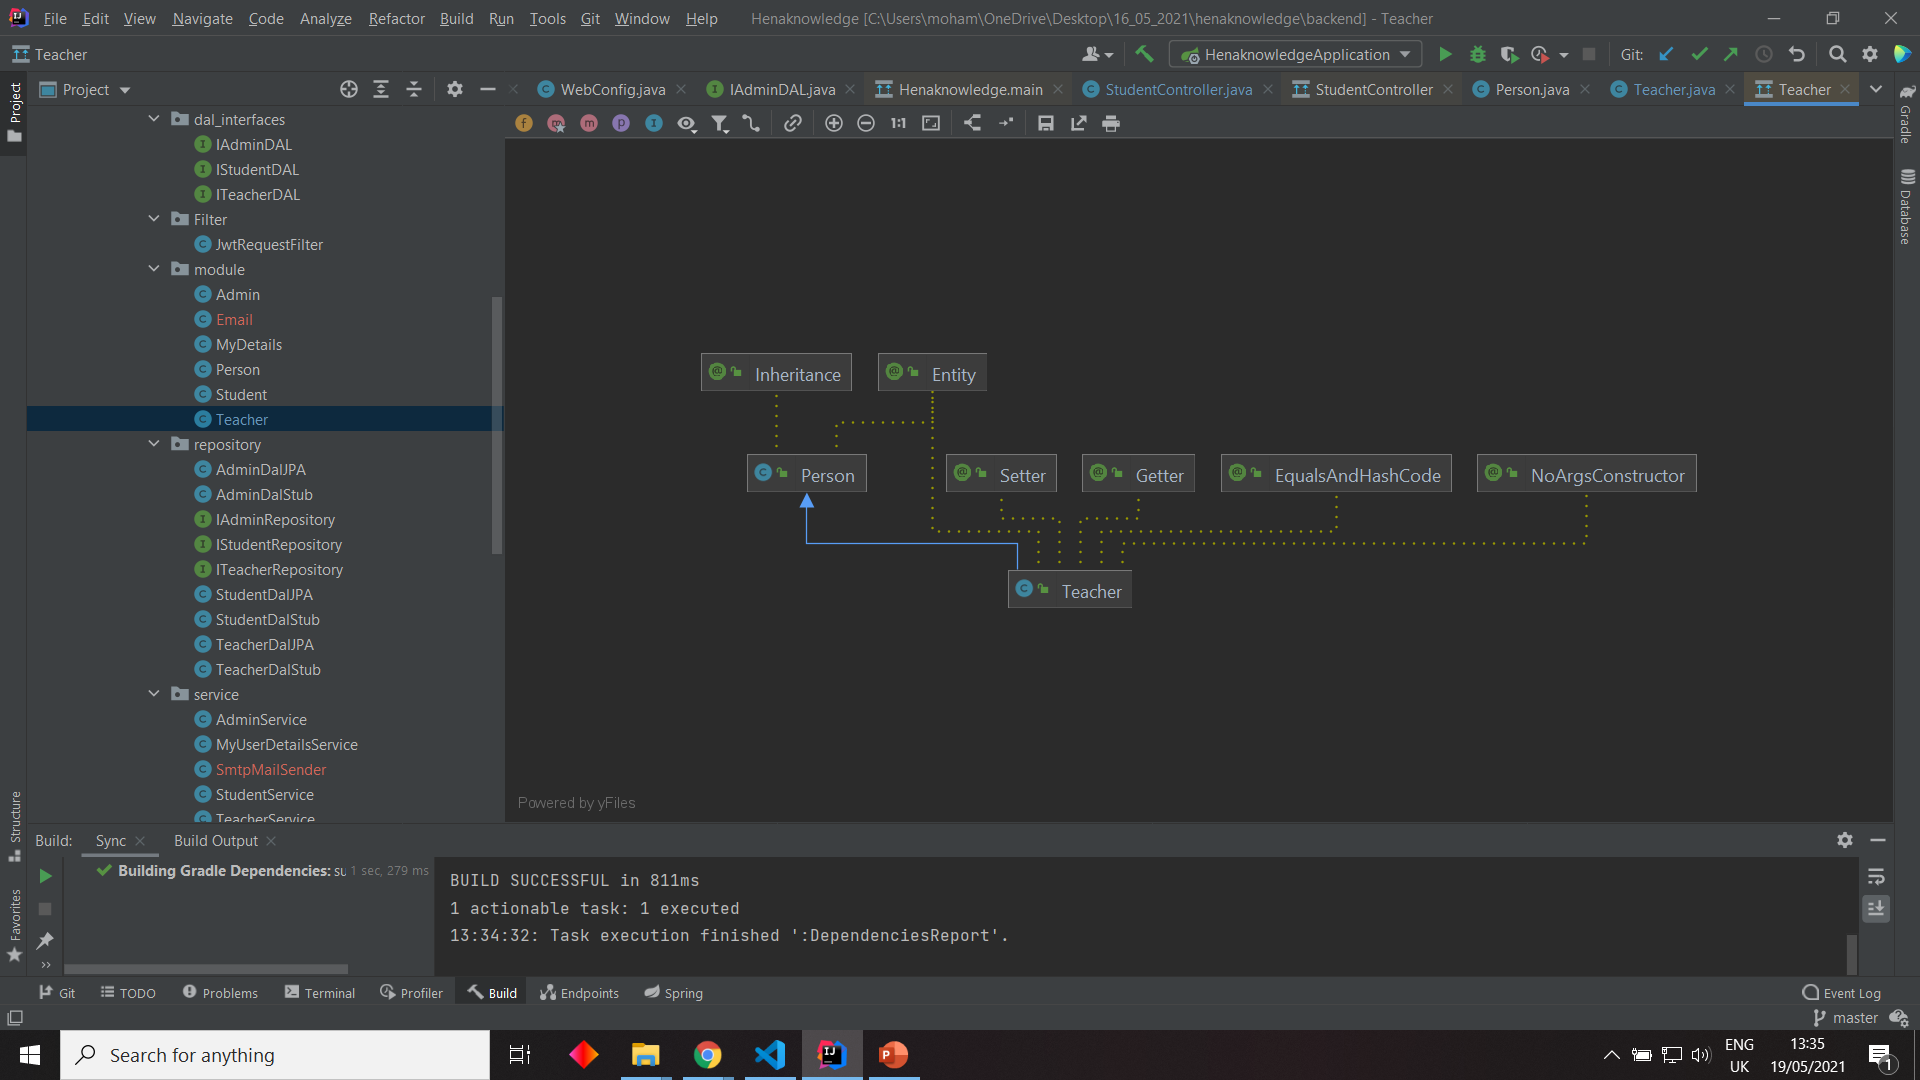 File Edit View Navigate Code Analyze Refactor Build Run Tools Git Window Help Henaknowledge [C:\Users\moham\OneDrive\Desktop\16_05_2021\henaknowledge\backend] - Teacher
Teacher HenaknowledgeApplication Git:
Project Project WebConfig.java IAdminDAL.java Henaknowledge.main StudentController.java StudentController Person.java Teacher.java Teacher Gradle
dal_interfaces
IAdminDAL
IStudentDAL
ITeacherDAL
Filter
JwtRequestFilter
module
Admin
Email
MyDetails
Person
Student
Teacher
repository
AdminDalJPA
AdminDalStub
IAdminRepository
IStudentRepository
ITeacherRepository
StudentDalJPA
StudentDalStub
TeacherDalJPA
TeacherDalStub
service
AdminService
MyUserDetailsService
SmtpMailSender
StudentService
TeacherService
1:1
Inheritance Entity
Person Setter Getter EqualsAndHashCode NoArgsConstructor
Teacher
Powered by yFiles
Database
Structure
Favorites
Build: Sync Build Output
Building Gradle Dependencies: su 1 sec, 279 ms
BUILD SUCCESSFUL in 811ms
1 actionable task: 1 executed
13:34:32: Task execution finished ':DependenciesReport'.
Git TODO Problems Terminal Profiler Build Endpoints Spring Event Log
master
Search for anything
ENG
UK
13:35
19/05/2021
1